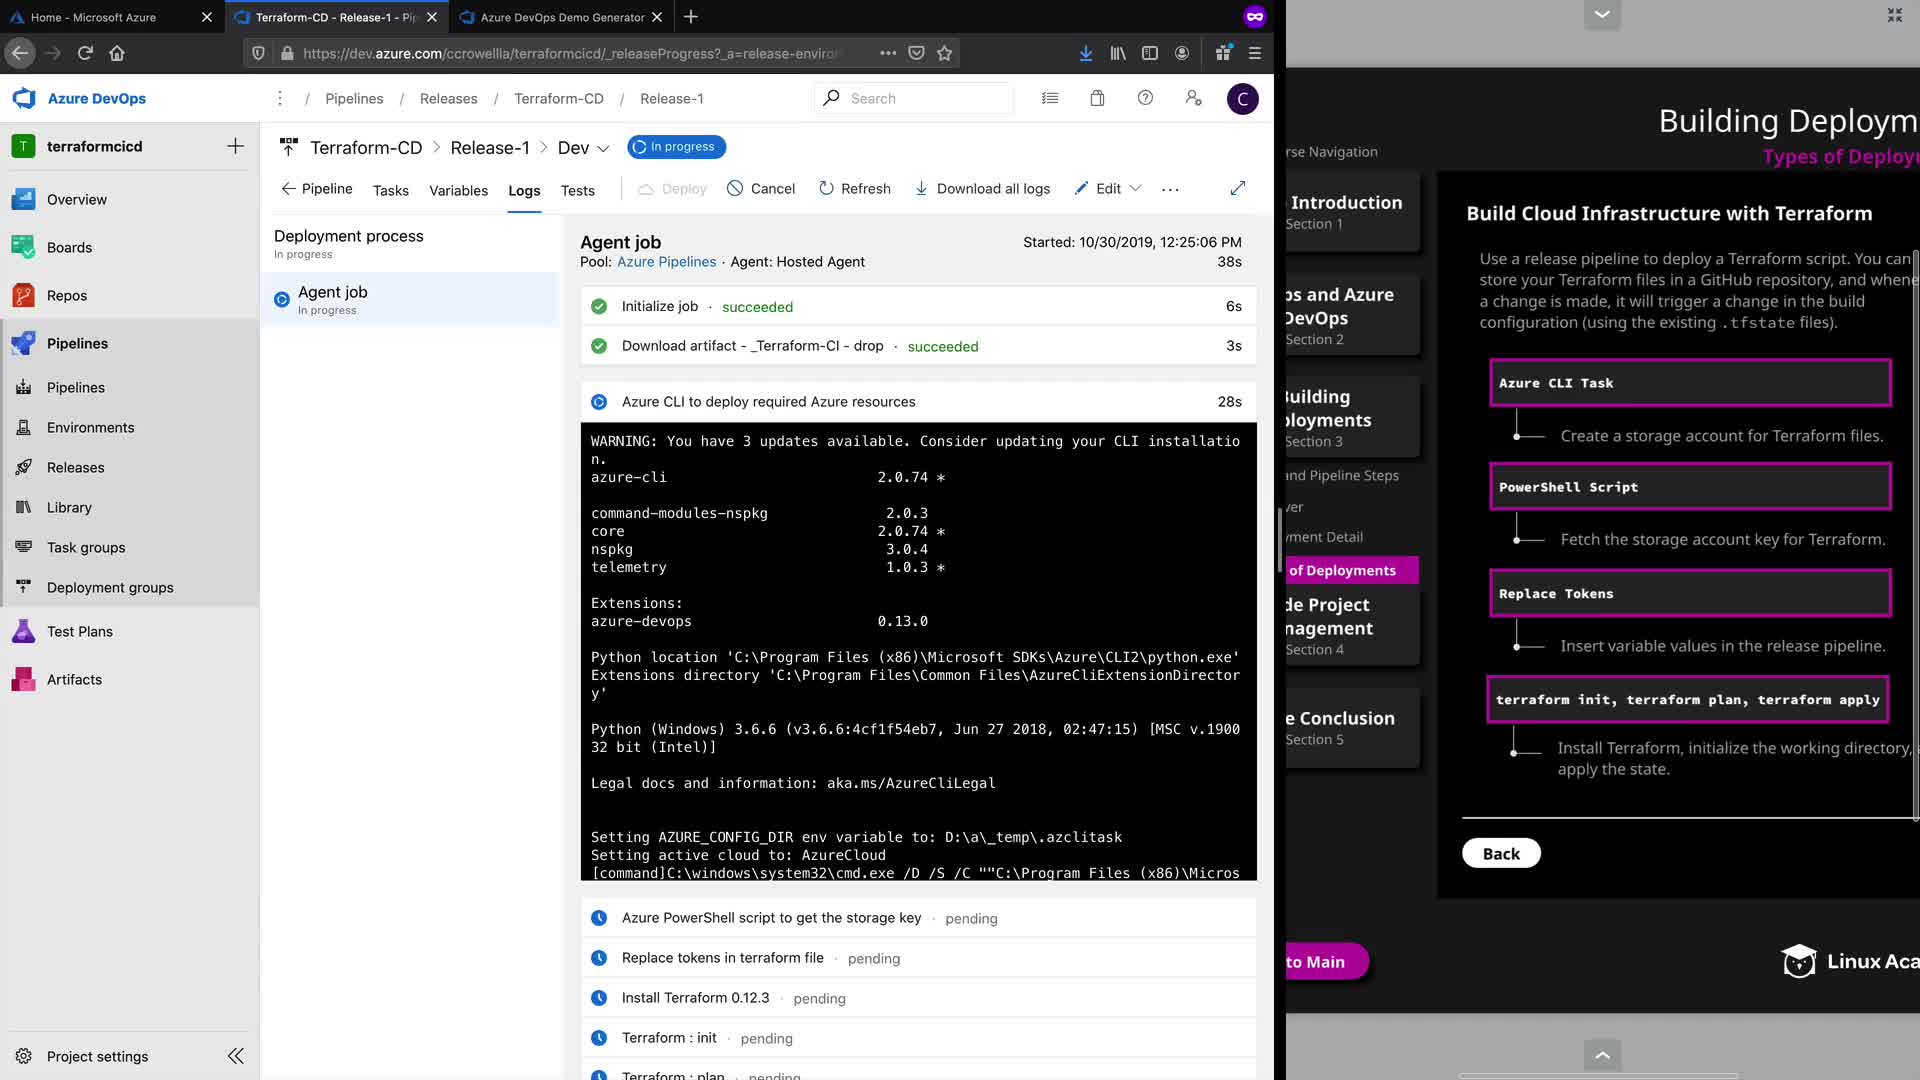 Home - Microsoft Azure
Terraform-CD - Release-1 - Pip
Azure DevOps Demo Generator
https://dev.azure.com/ccrowellla/terraformcicd/_releaseProgress?_a=release-enviro
Azure DevOps
Pipelines / Releases / Terraform-CD / Release-1
Search
C
T terraformcicd
Overview
Boards
Repos
Pipelines
Pipelines
Environments
Releases
Library
Task groups
Deployment groups
Test Plans
Artifacts
Project settings
Terraform-CD > Release-1 > Dev
In progress
Pipeline
Tasks
Variables
Logs
Tests
Deploy
Cancel
Refresh
Download all logs
Edit
Deployment process
In progress
Agent job
In progress
Agent job
Started: 10/30/2019, 12:25:06 PM
Pool: Azure Pipelines · Agent: Hosted Agent
38s
Initialize job · succeeded 6s
Download artifact - _Terraform-CI - drop · succeeded 3s
Azure CLI to deploy required Azure resources 28s
WARNING: You have 3 updates available. Consider updating your CLI installatio
n.
azure-cli 2.0.74 *
command-modules-nspkg 2.0.3
core 2.0.74 *
nspkg 3.0.4
telemetry 1.0.3 *
Extensions:
azure-devops 0.13.0
Python location 'C:\Program Files (x86)\Microsoft SDKs\Azure\CLI2\python.exe'
Extensions directory 'C:\Program Files\Common Files\AzureCliExtensionDirector
y'
Python (Windows) 3.6.6 (v3.6.6:4cf1f54eb7, Jun 27 2018, 02:47:15) [MSC v.1900
32 bit (Intel)]
Legal docs and information: aka.ms/AzureCliLegal
Setting AZURE_CONFIG_DIR env variable to: D:\a\_temp\.azclitask
Setting active cloud to: AzureCloud
[command]C:\windows\system32\cmd.exe /D /S /C ""C:\Program Files (x86)\Micros
Azure PowerShell script to get the storage key · pending
Replace tokens in terraform file · pending
Install Terraform 0.12.3 · pending
Terraform : init · pending
Terraform : plan · pending
Building Deploym
Types of Deploy
rse Navigation
Introduction
Section 1
ps and Azure
DevOps
Section 2
Building
ployments
Section 3
and Pipeline Steps
ver
yment Detail
of Deployments
de Project
nagement
Section 4
e Conclusion
Section 5
to Main
Build Cloud Infrastructure with Terraform
Use a release pipeline to deploy a Terraform script. You can
store your Terraform files in a GitHub repository, and whene
a change is made, it will trigger a change in the build
configuration (using the existing .tfstate files).
Azure CLI Task
Create a storage account for Terraform files.
PowerShell Script
Fetch the storage account key for Terraform.
Replace Tokens
Insert variable values in the release pipeline.
terraform init, terraform plan, terraform apply
Install Terraform, initialize the working directory,
apply the state.
Back
Linux Aca